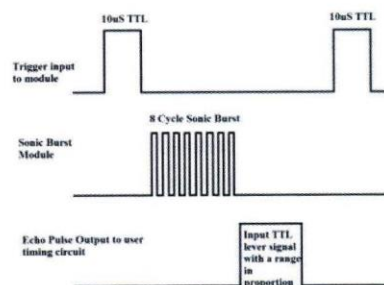 10uS TTL
10uS TTL
Trigger input
to module
8 Cycle Sonic Burst
Sonic Burst
Module
Echo Pulse Output to user
timing circuit
Input TTL
lever signal
with a range
in
proportion